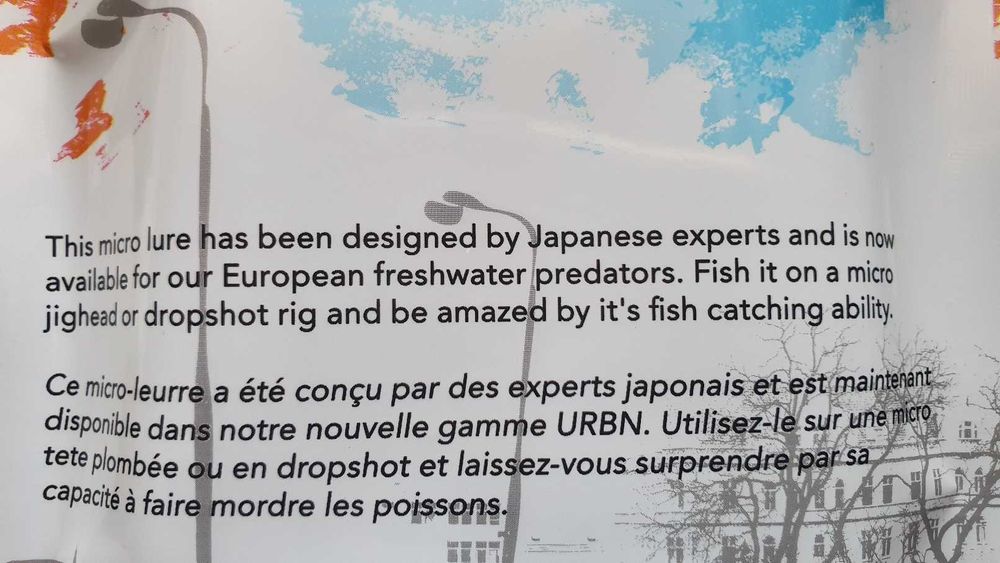 This micro lure has been designed by Japanese experts and is now
available for our European freshwater predators. Fish it on a micro
jighead or dropshot rig and be amazed by it's fish catching ability.
Ce micro-leurre a été conçu par des experts japonais et est maintenant
disponible dans notre nouvelle gamme URBN. Utilisez-le sur une micro
tete plombée ou en dropshot et laissez-vous surprendre par sa
capacité à faire mordre les poissons.